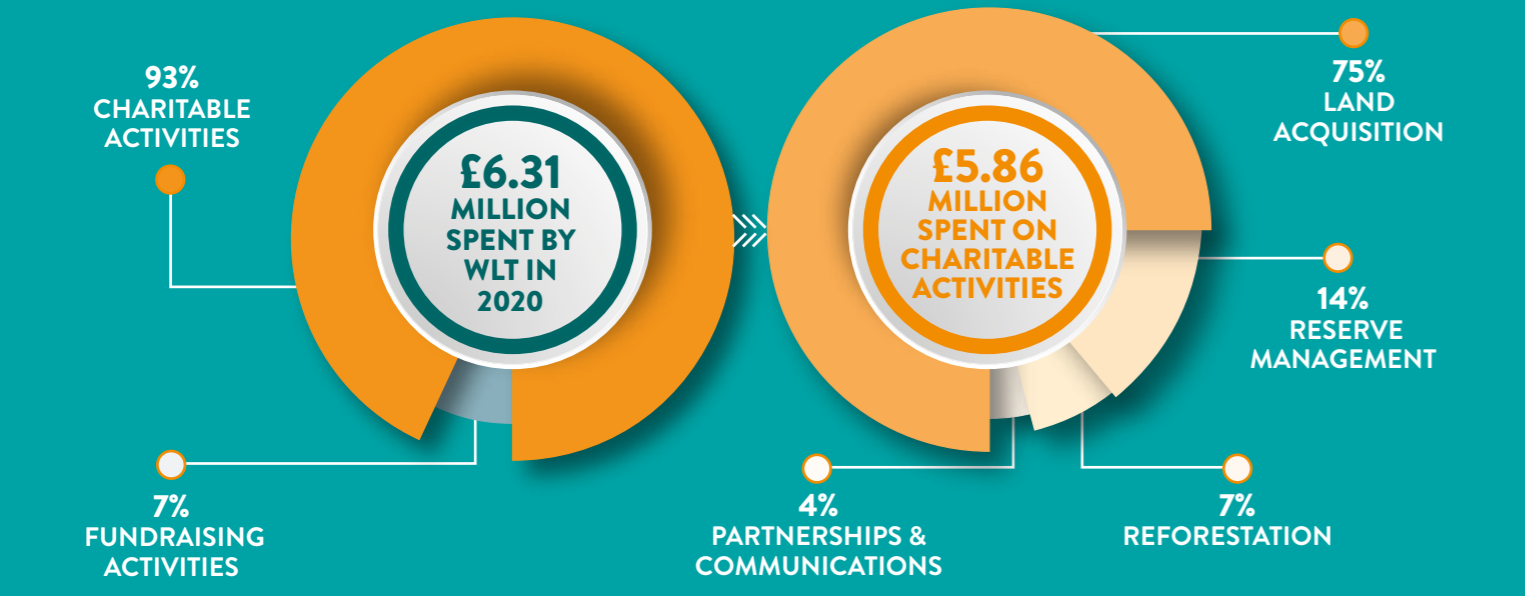 93%
CHARITABLE
ACTIVITIES
£6.31
MILLION
SPENT BY
WLT IN
2020
7%
FUNDRAISING
ACTIVITIES
£5.86
MILLION
SPENT ON
CHARITABLE
ACTIVITIES
75%
LAND
ACQUISITION
14%
RESERVE
MANAGEMENT
4%
PARTNERSHIPS &
COMMUNICATIONS
7%
REFORESTATION